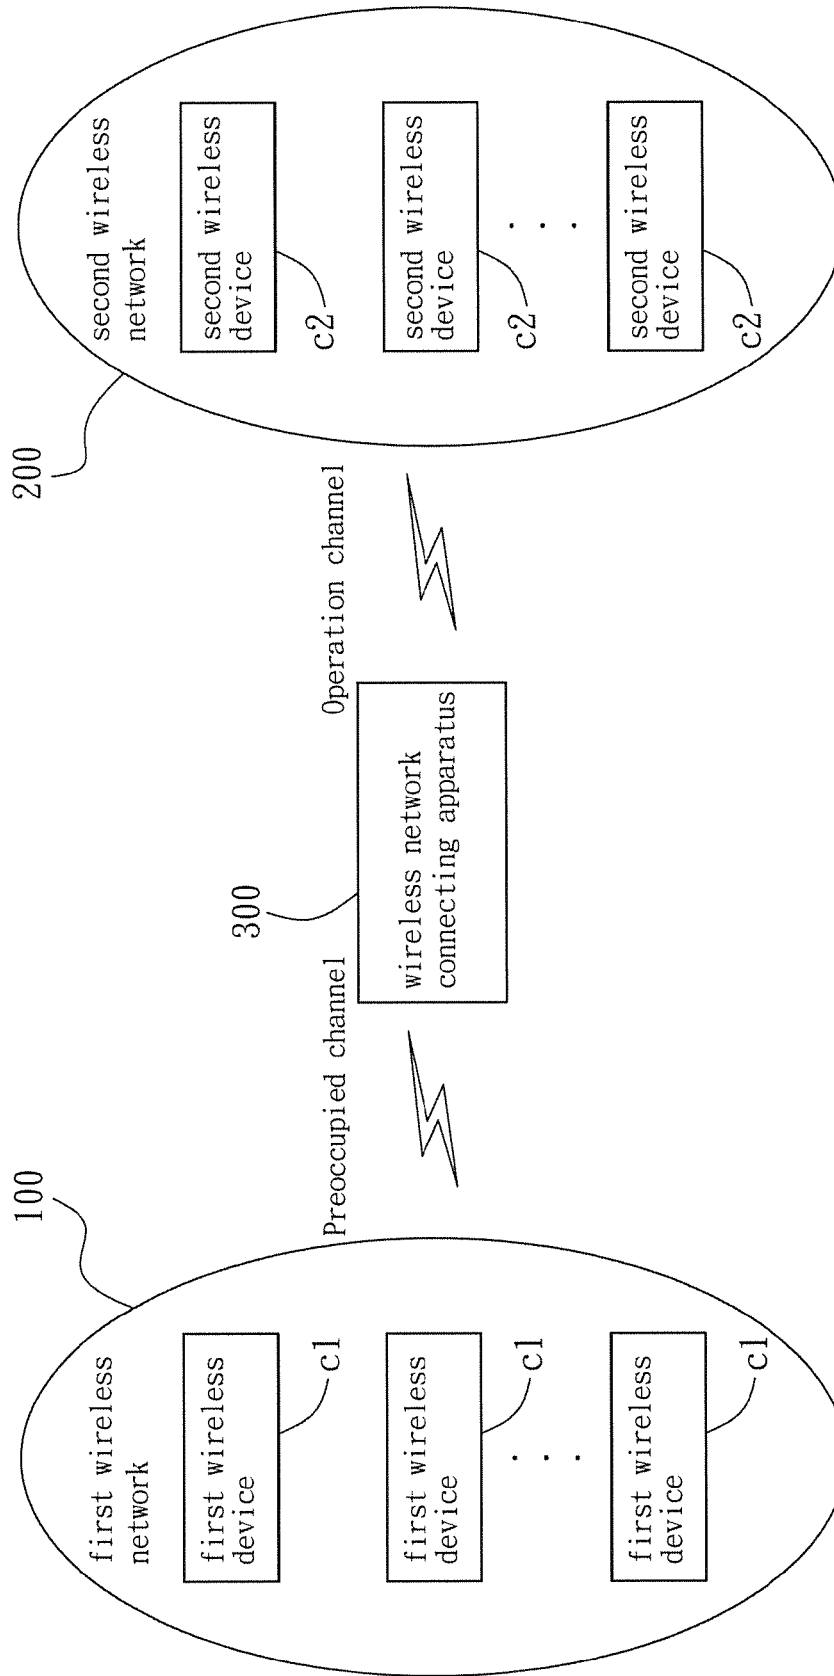 100
first wireless
network
first wireless
device
c1
first wireless
device
c1
. . .
first wireless
device
c1
Preoccupied channel
300
wireless network
connecting apparatus
Operation channel
200
second wireless
network
second wireless
device
c2
second wireless
device
c2
. . .
second wireless
device
c2